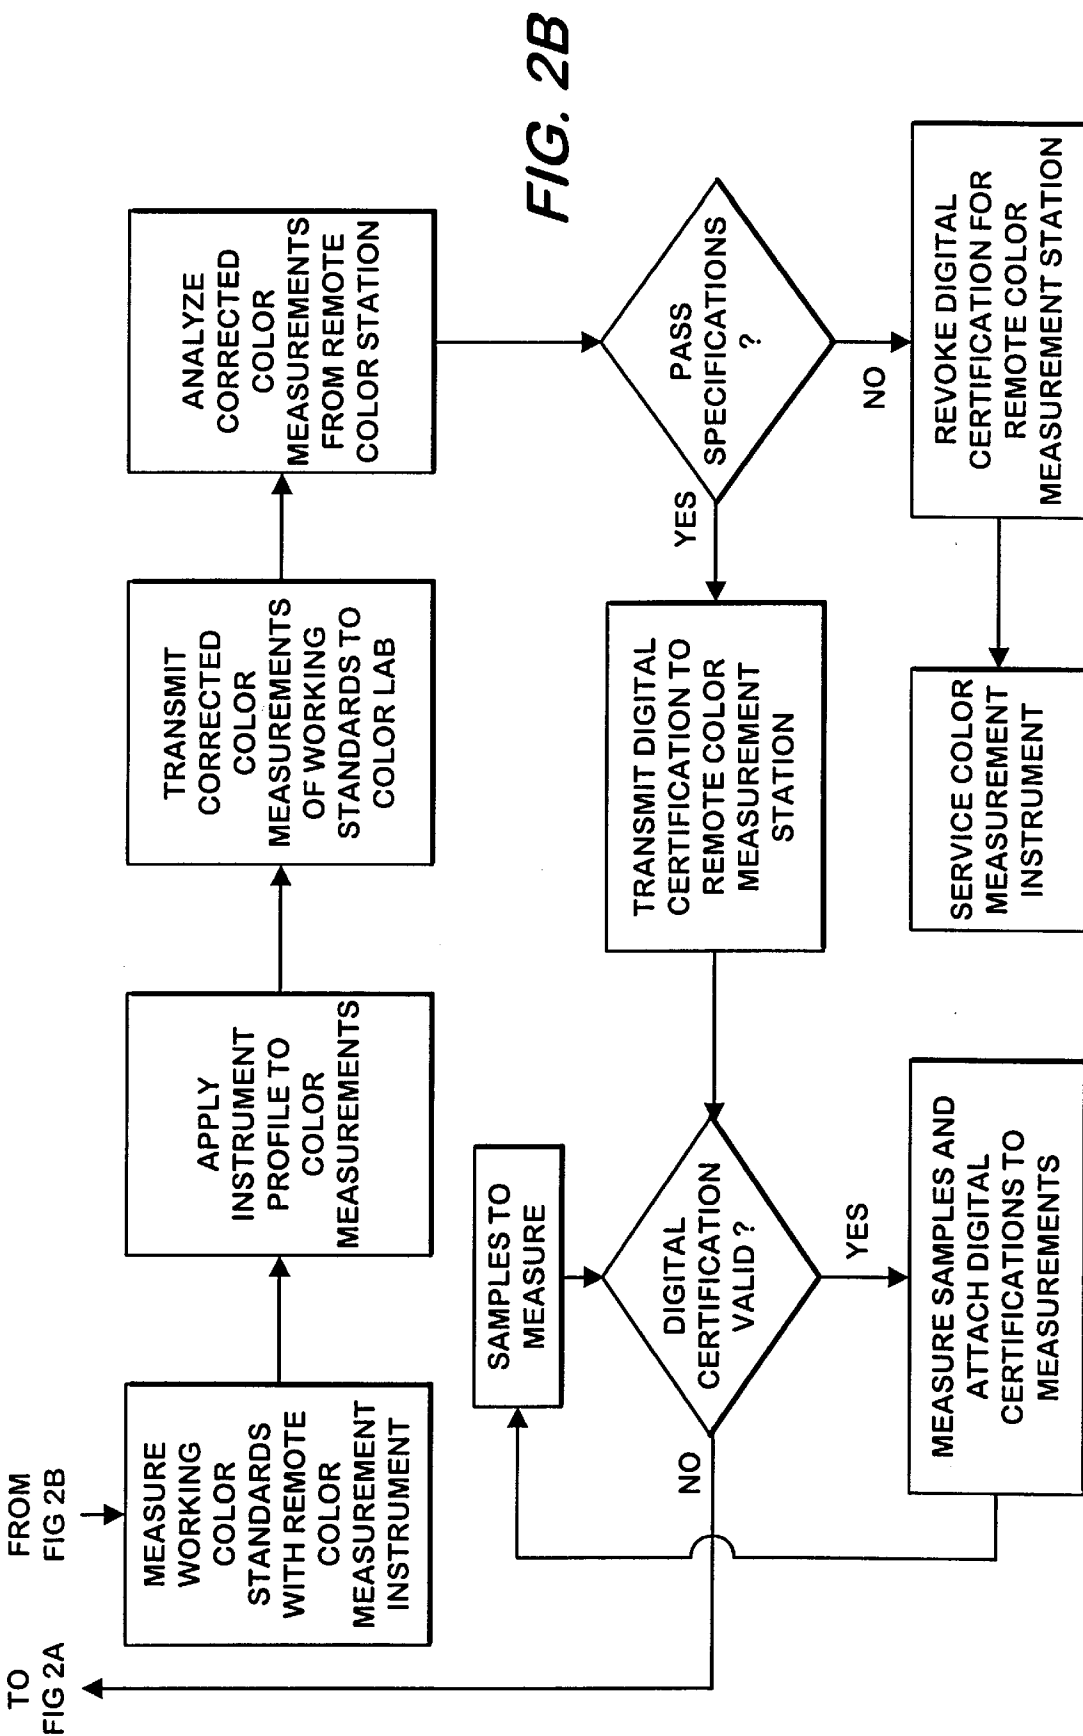 TO
FIG 2A
FROM
FIG 2B
MEASURE
WORKING
COLOR
STANDARDS
WITH REMOTE
COLOR
MEASUREMENT
INSTRUMENT
APPLY
INSTRUMENT
PROFILE TO
COLOR
MEASUREMENTS
TRANSMIT
CORRECTED
COLOR
MEASUREMENTS
OF WORKING
STANDARDS TO
COLOR LAB
ANALYZE
CORRECTED
COLOR
MEASUREMENTS
FROM REMOTE
COLOR STATION
FIG. 2B
SAMPLES TO
MEASURE
DIGITAL
CERTIFICATION
VALID ?
NO
YES
TRANSMIT DIGITAL
CERTIFICATION TO
REMOTE COLOR
MEASUREMENT
STATION
YES
PASS
SPECIFICATIONS
?
NO
MEASURE SAMPLES AND
ATTACH DIGITAL
CERTIFICATIONS TO
MEASUREMENTS
SERVICE COLOR
MEASUREMENT
INSTRUMENT
REVOKE DIGITAL
CERTIFICATION FOR
REMOTE COLOR
MEASUREMENT STATION